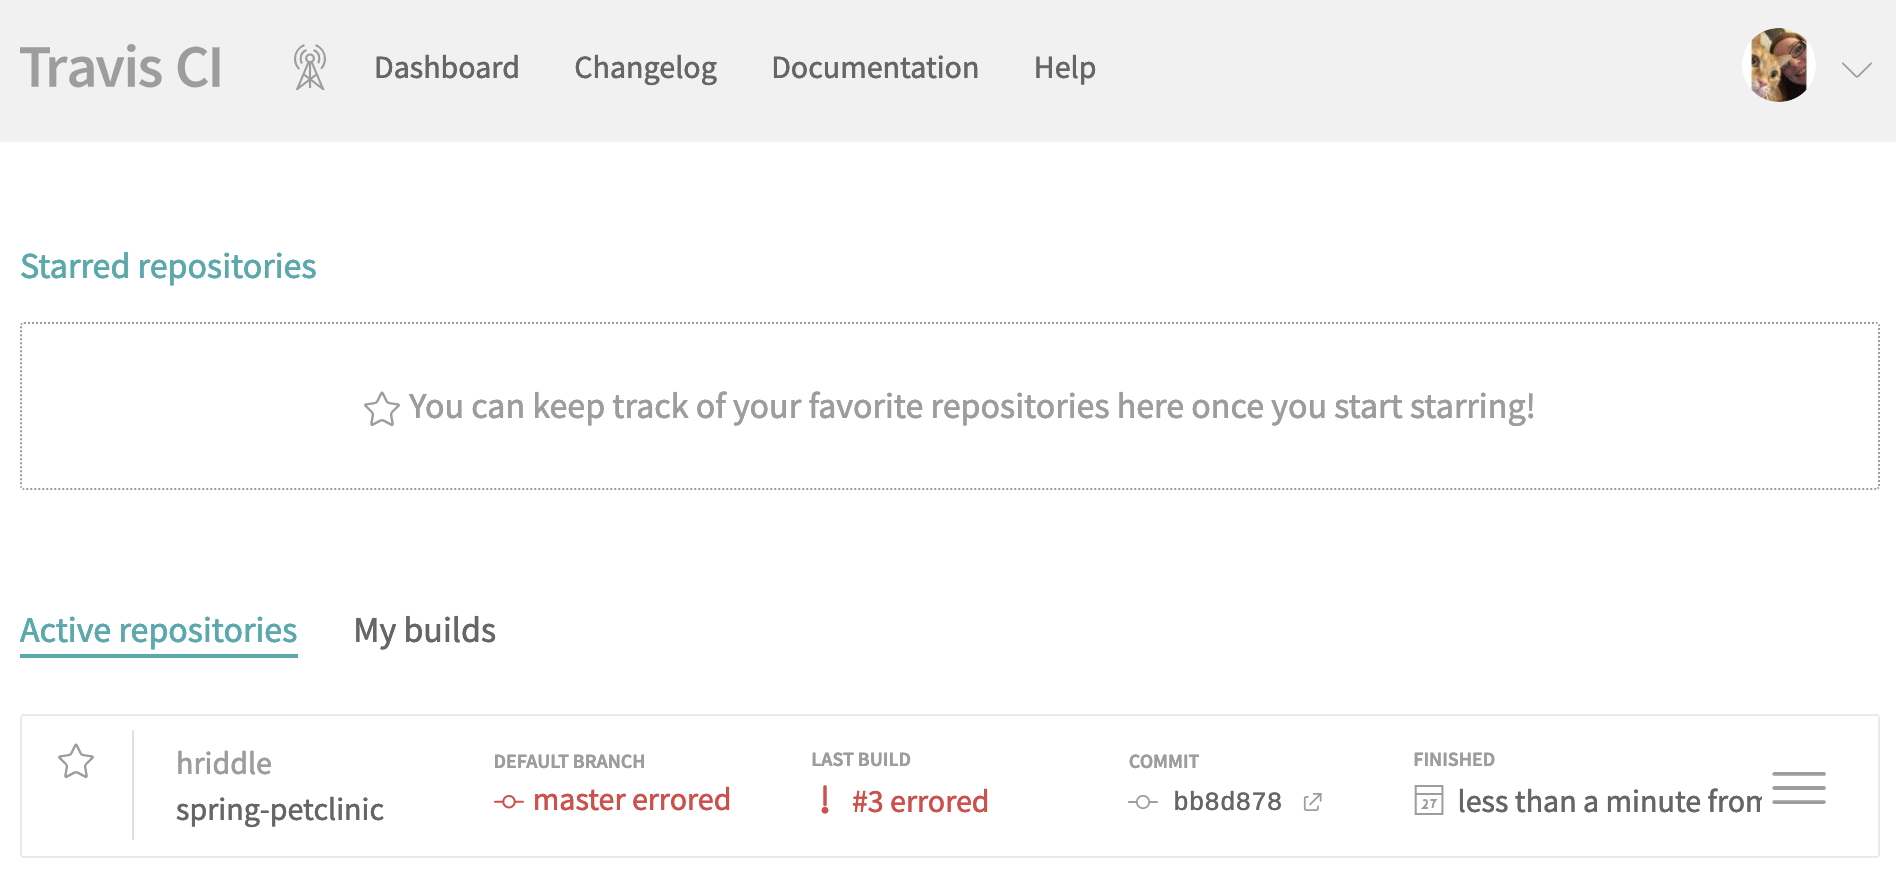 Travis CI Dashboard Changelog Documentation Help
Starred repositories
You can keep track of your favorite repositories here once you start starring!
Active repositories My builds
hriddle DEFAULT BRANCH LAST BUILD COMMIT FINISHED
spring-petclinic master errored ! #3 errored bb8d878 27 less than a minute from